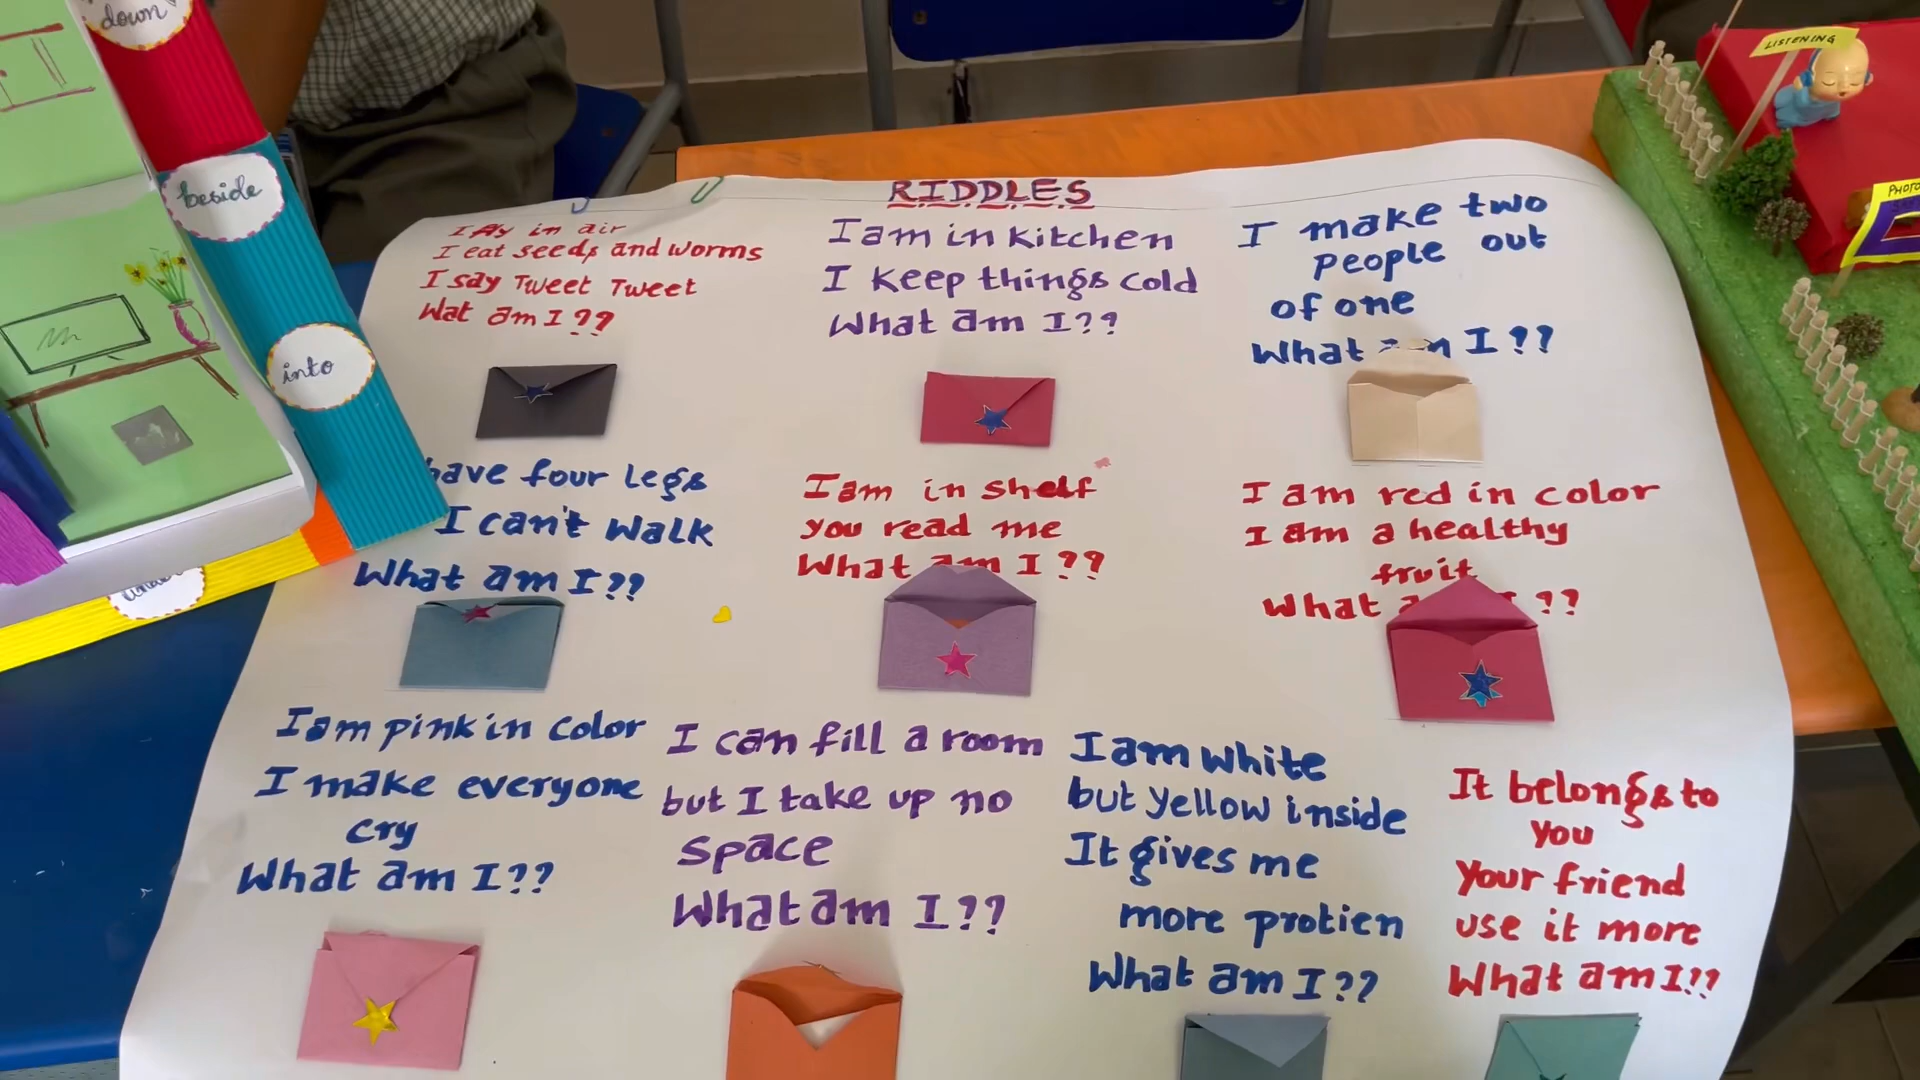 down
beside
into
LISTENING
RIDDLES
I fly in air
I eat seeds and worms
I say Tweet Tweet
Wat am I??
I am in kitchen
I keep things cold
What am I??
I make two
people out
of one
What am I??
have four legs
I can't walk
What am I??
I am in shelf
you read me
What am I??
I am red in color
I am a healthy
fruit
What I??
I am pink in color
I make everyone
cry
What am I??
I can fill a room
but I take up no
space
What am I??
I am white
but yellow inside
It gives me
more protien
What am I??
It belongs to
you
your friend
use it more
What am I??
PHOTO